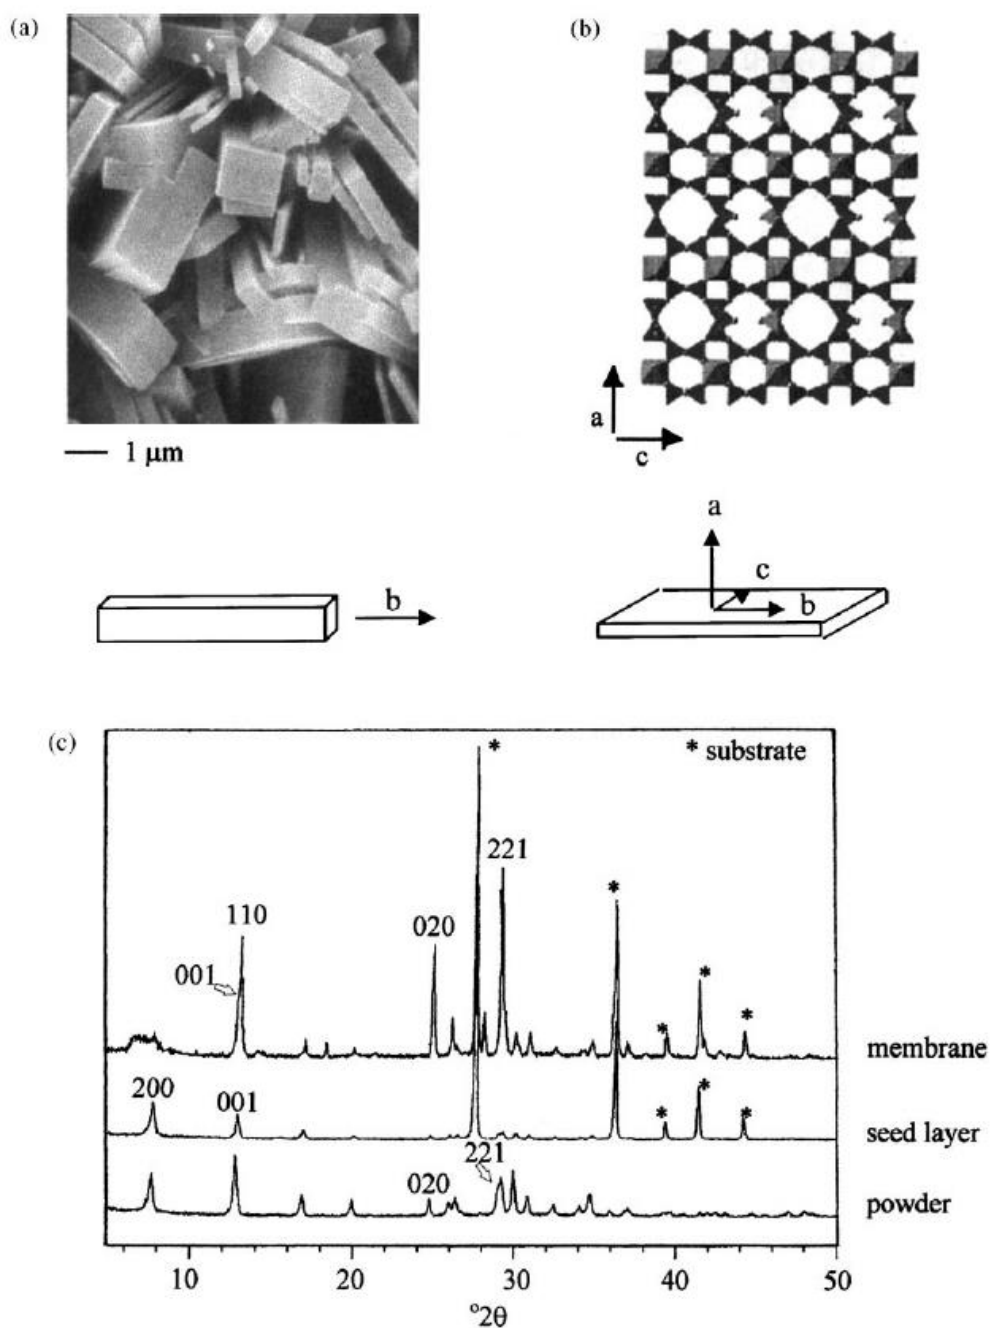 (a)
(b)
1 μm
a
c
b
a
c
b
(c)
* * substrate
221
*
110
020
001
*
* *
membrane
200
001
*
* *
seed layer
221
020
powder
10 20 30 40 50
°2θ